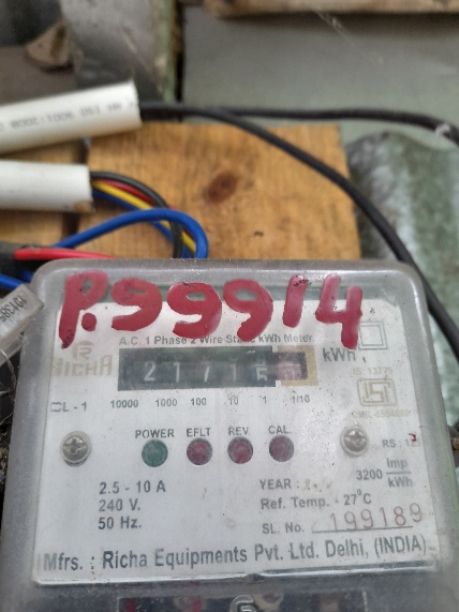 P.99914
RICHA
A.C. 1 Phase 2 Wire Static kWh Meter
kWh
CL - 1
10000 1000 100 10 1 1/10
POWER EFLT REV. CAL.
3200 imp/kWh
2.5 - 10 A
240 V.
50 Hz.
YEAR :
Ref. Temp. - 27°C
SL. No. 199189
Mfrs. : Richa Equipments Pvt. Ltd. Delhi, (INDIA)